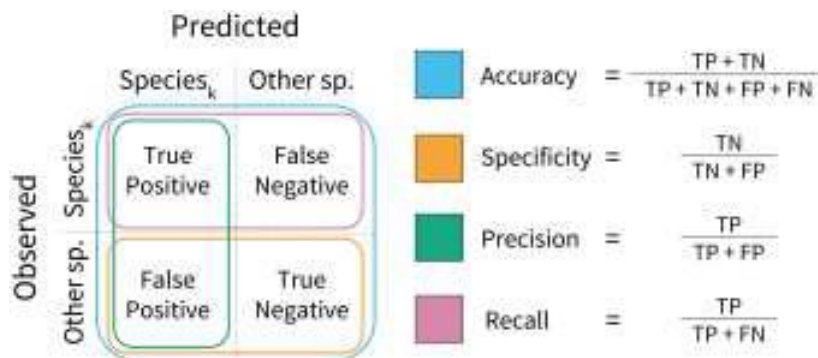 Predicted
Species_k Other sp.
Observed
Species_k
True Positive
False Negative
Other sp.
False Positive
True Negative
Accuracy = TP + TN / TP + TN + FP + FN
Specificity = TN / TN + FP
Precision = TP / TP + FP
Recall = TP / TP + FN